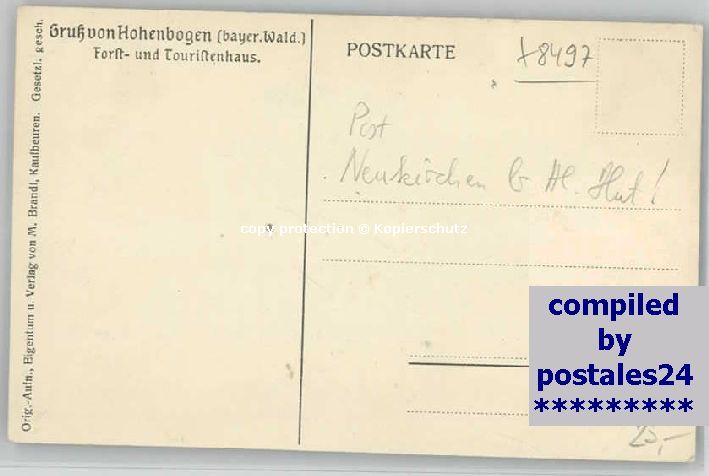 Gruß von Hohenbogen (bayer. Wald.)
Forst- und Touristenhaus.
Orig.-Aufn., Eigentum u. Verlag von M. Brandl, Kaufbeuren. Gesetzl. gesch.
POSTKARTE
*8497
Post
Neukirchen b Hl. Blut!
copy protection © Kopierschutz
compiled
by
postales24
*********
25,-